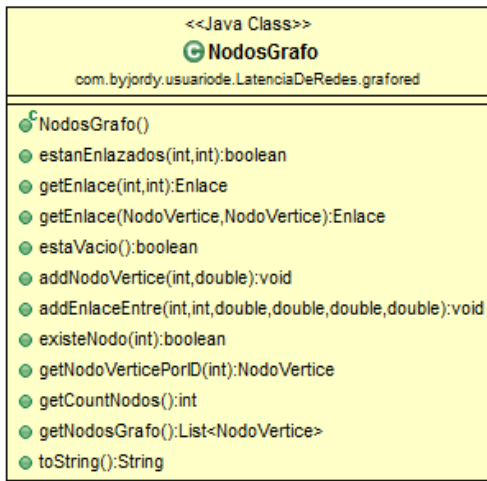 <<Java Class>>
NodosGrafo
com.byjordy.usuariode.LatenciaDeRedes.grafored
NodosGrafo()
estanEnlazados(int,int):boolean
getEnlace(int,int):Enlace
getEnlace(NodoVertice,NodoVertice):Enlace
estaVacio():boolean
addNodoVertice(int,double):void
addEnlaceEntre(int,int,double,double,double,double):void
existeNodo(int):boolean
getNodoVerticePorID(int):NodoVertice
getCountNodos():int
getNodosGrafo():List<NodoVertice>
toString():String